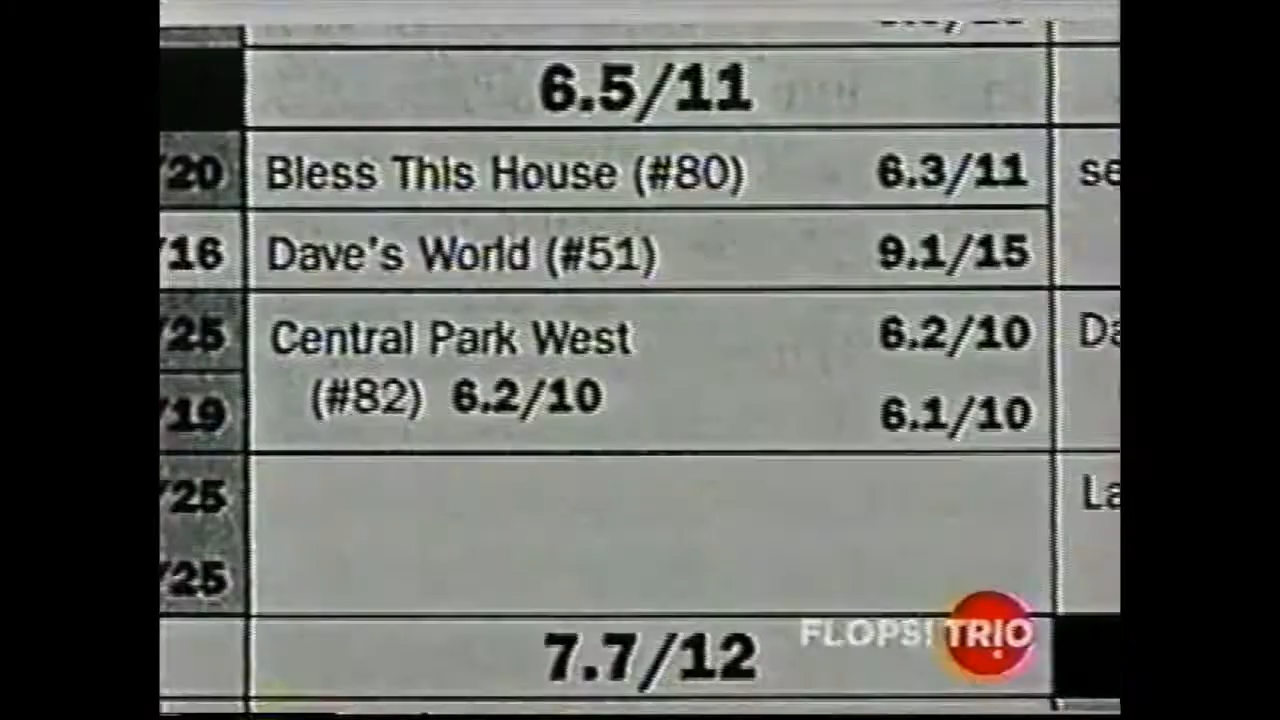 6.5/11
/20 Bless This House (#80) 6.3/11 se
/16 Dave's World (#51) 9.1/15
/25 Central Park West 6.2/10 Da
(#82) 6.2/10
/19 6.1/10
/25 La
/25
7.7/12
FLOPS! TRIO